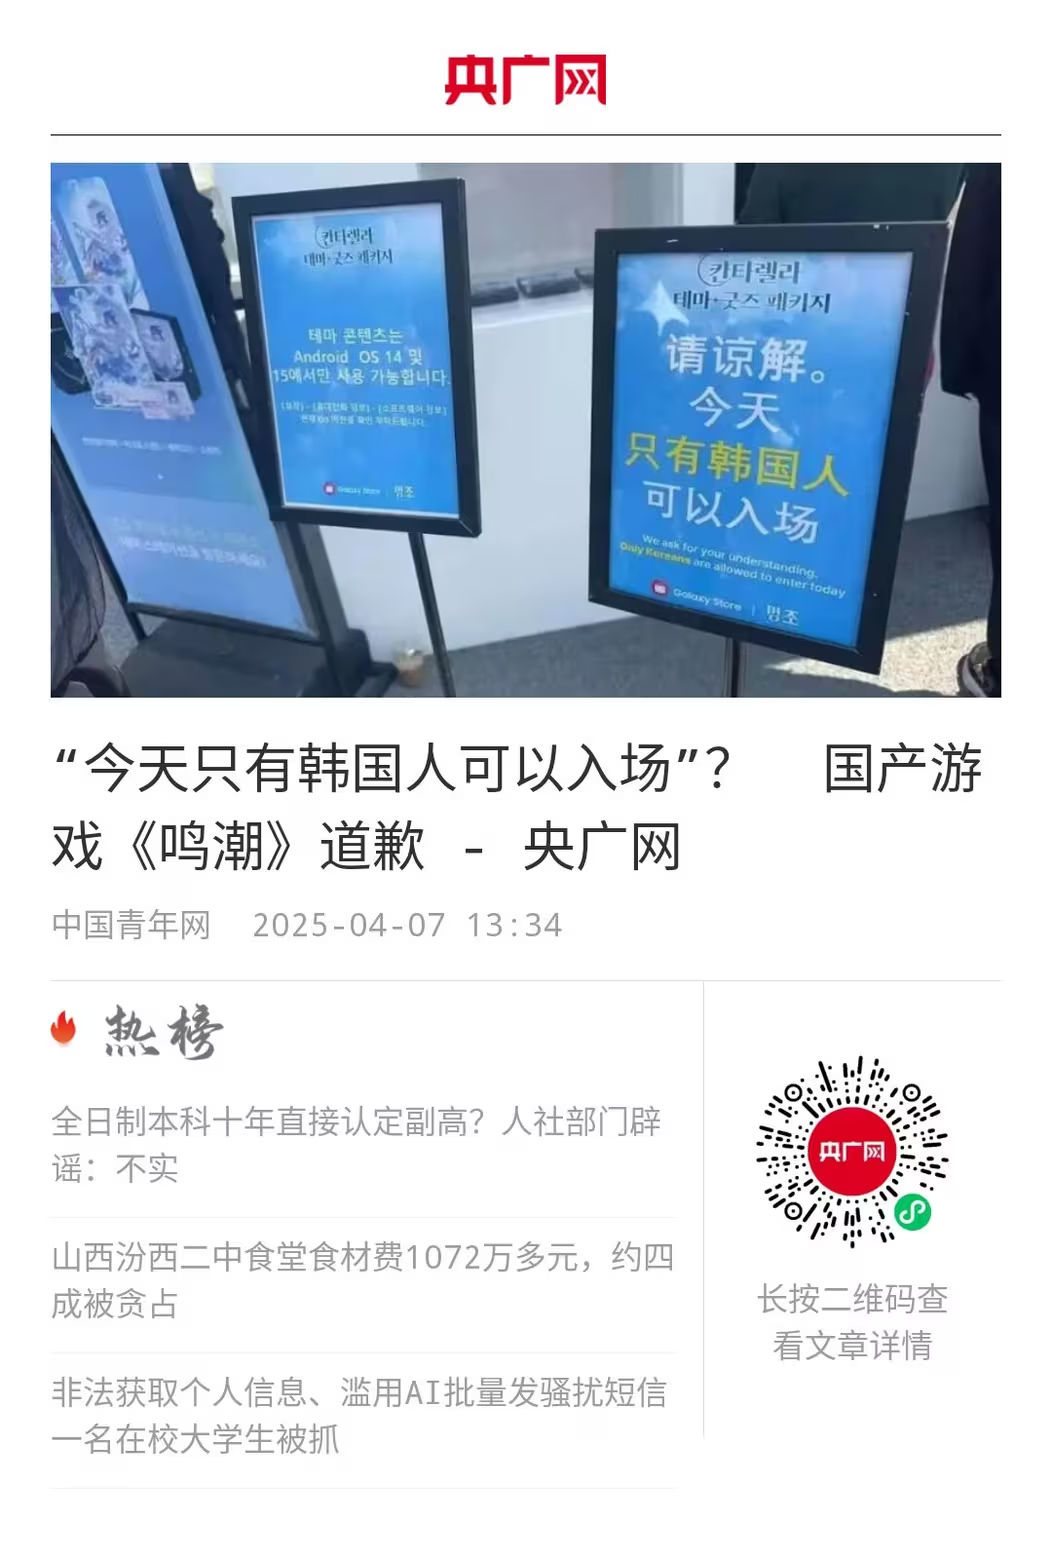 央广网
칸타렐라
테마·굿즈 패키지
테마 콘텐츠는
Android OS 14 및
15에서만 사용 가능합니다.
Galaxy Store | 명조
칸타렐라
테마·굿즈 패키지
请谅解。
今天
只有韩国人
可以入场
We ask for your understanding.
Only Koreans are allowed to enter today
Galaxy Store | 명조
“今天只有韩国人可以入场”？ 国产游
戏《鸣潮》道歉 - 央广网
中国青年网 2025-04-07 13:34
热榜
全日制本科十年直接认定副高？人社部门辟
谣：不实
山西汾西二中食堂食材费1072万多元，约四
成被贪占
非法获取个人信息、滥用AI批量发骚扰短信
一名在校大学生被抓
央广网
长按二维码查
看文章详情